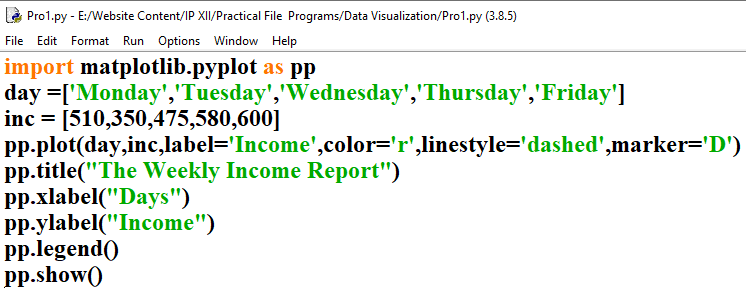 Pro1.py - E:/Website Content/IP XII/Practical File Programs/Data Visualization/Pro1.py (3.8.5)
File Edit Format Run Options Window Help
import matplotlib.pyplot as pp
day =['Monday','Tuesday','Wednesday','Thursday','Friday']
inc = [510,350,475,580,600]
pp.plot(day,inc,label='Income',color='r',linestyle='dashed',marker='D')
pp.title("The Weekly Income Report")
pp.xlabel("Days")
pp.ylabel("Income")
pp.legend()
pp.show()